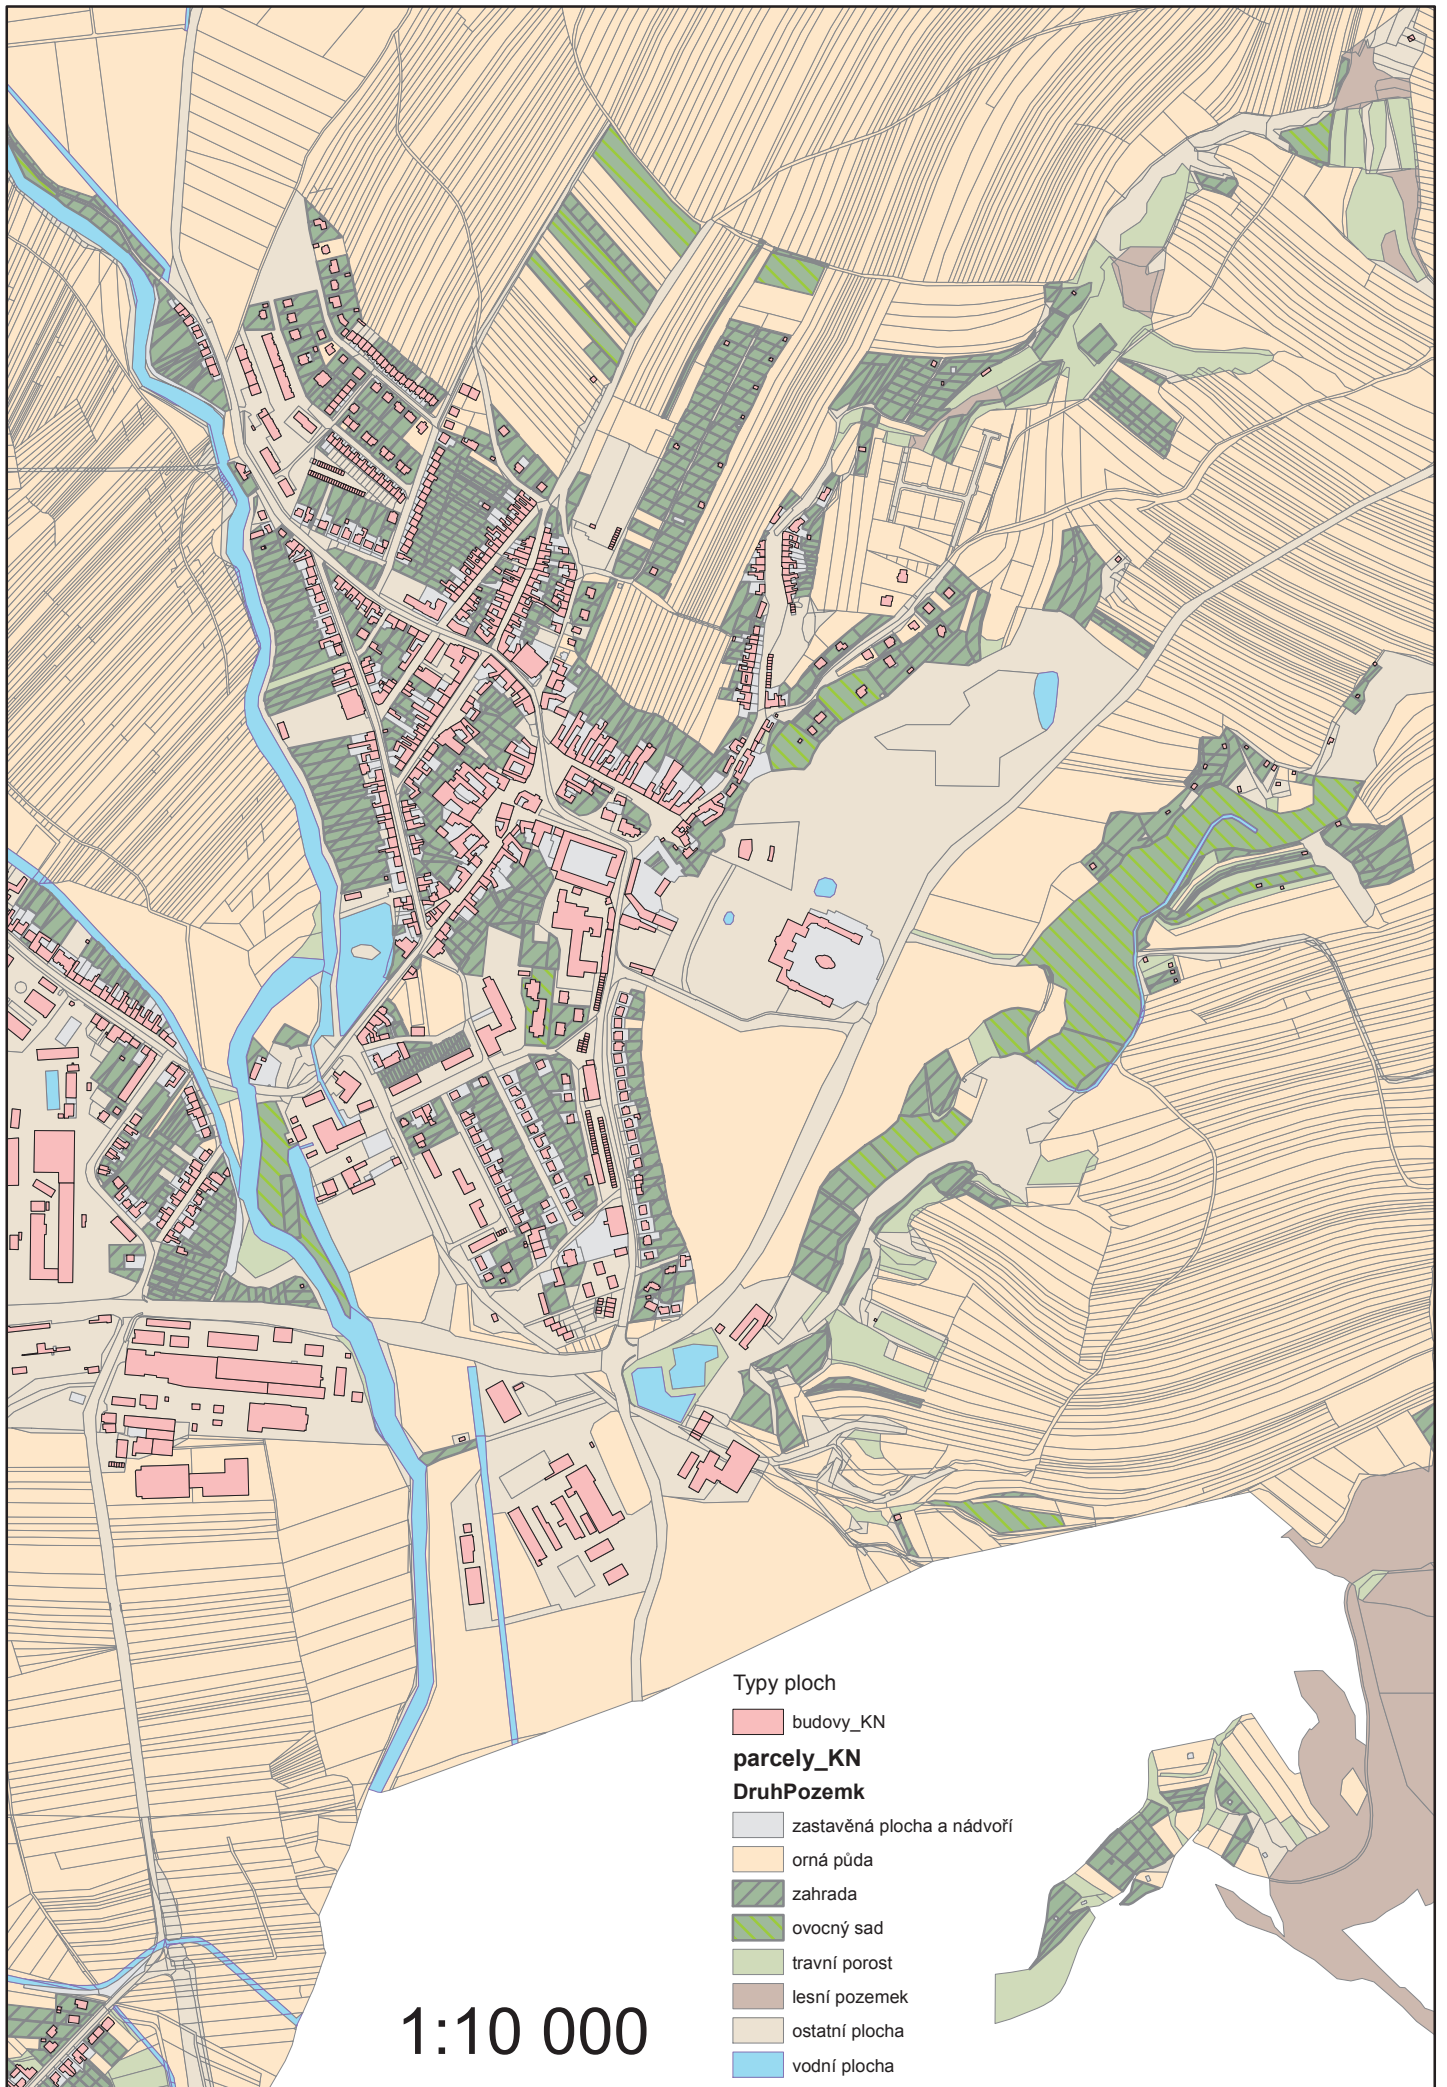 Typy ploch
budovy_KN
parcely_KN
DruhPozemk
zastavěná plocha a nádvoří
orná půda
zahrada
ovocný sad
travní porost
lesní pozemek
ostatní plocha
vodní plocha
1:10 000